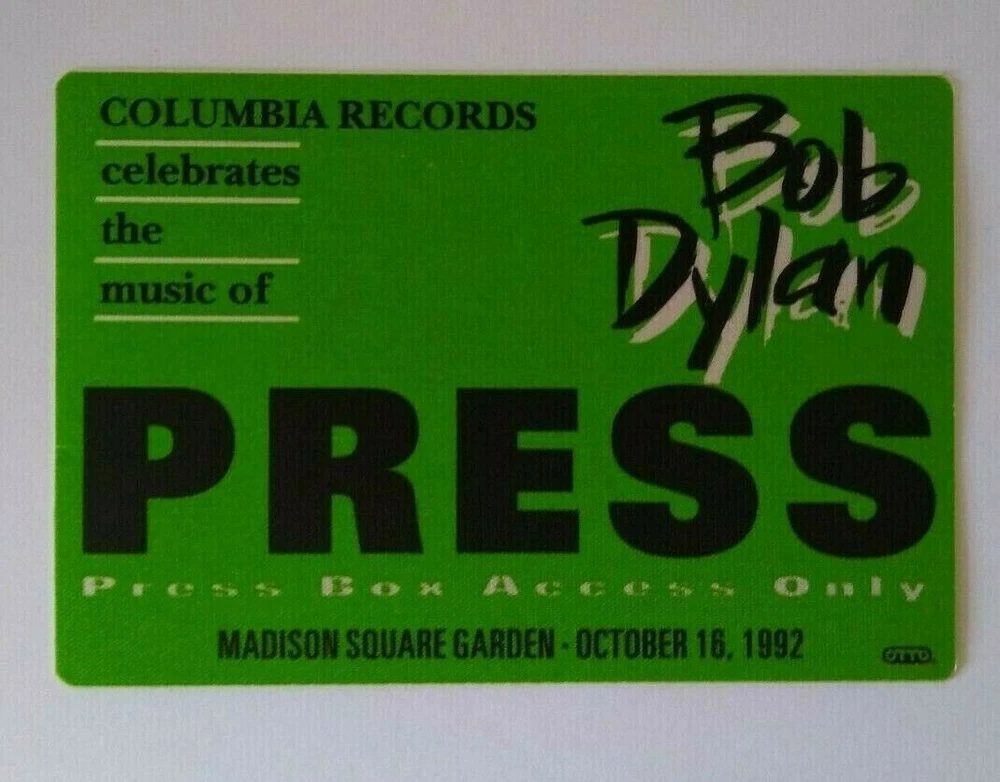 COLUMBIA RECORDS
celebrates
the
music of
Bob
Dylan
PRESS
Press Box Access Only
MADISON SQUARE GARDEN · OCTOBER 16, 1992
OTTO